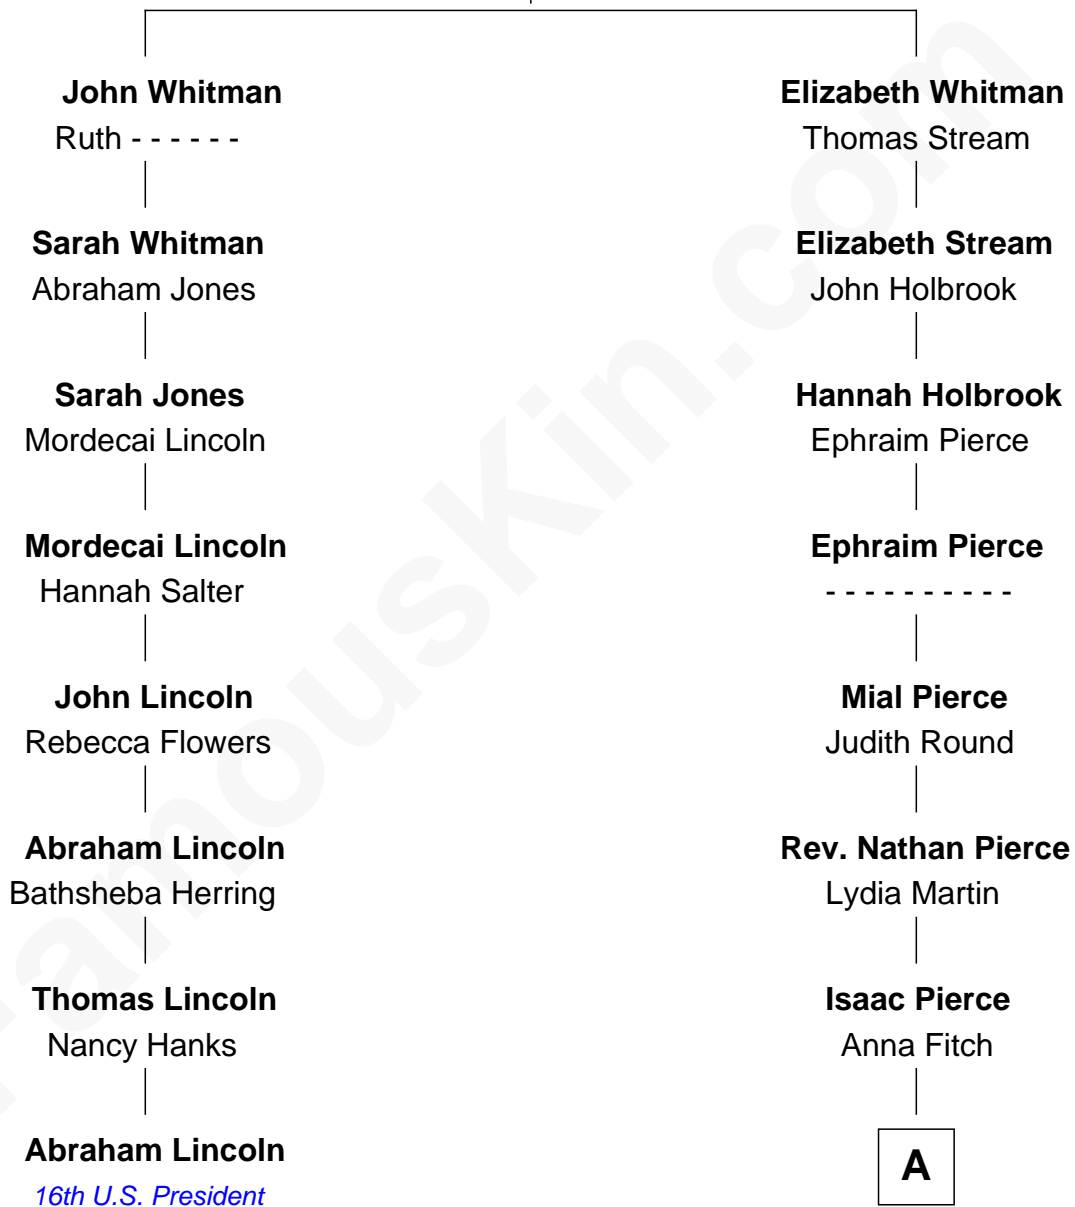 John Whitman
Ruth - - - - - -
Elizabeth Whitman
Thomas Stream
Sarah Whitman
Abraham Jones
Elizabeth Stream
John Holbrook
Sarah Jones
Mordecai Lincoln
Hannah Holbrook
Ephraim Pierce
Mordecai Lincoln
Hannah Salter
Ephraim Pierce
- - - - - - - - - -
John Lincoln
Rebecca Flowers
Mial Pierce
Judith Round
Abraham Lincoln
Bathsheba Herring
Rev. Nathan Pierce
Lydia Martin
Thomas Lincoln
Nancy Hanks
Isaac Pierce
Anna Fitch
Abraham Lincoln
16th U.S. President
A
FamousKin.com